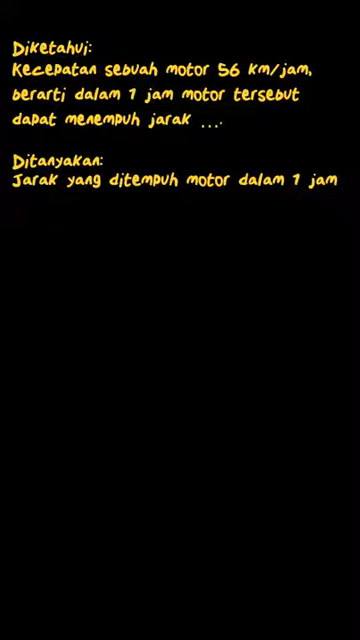 Diketahui:
Kecepatan sebuah motor 56 km/jam,
berarti dalam 1 jam motor tersebut
dapat menempuh jarak ....
Ditanyakan:
Jarak yang ditempuh motor dalam 1 jam